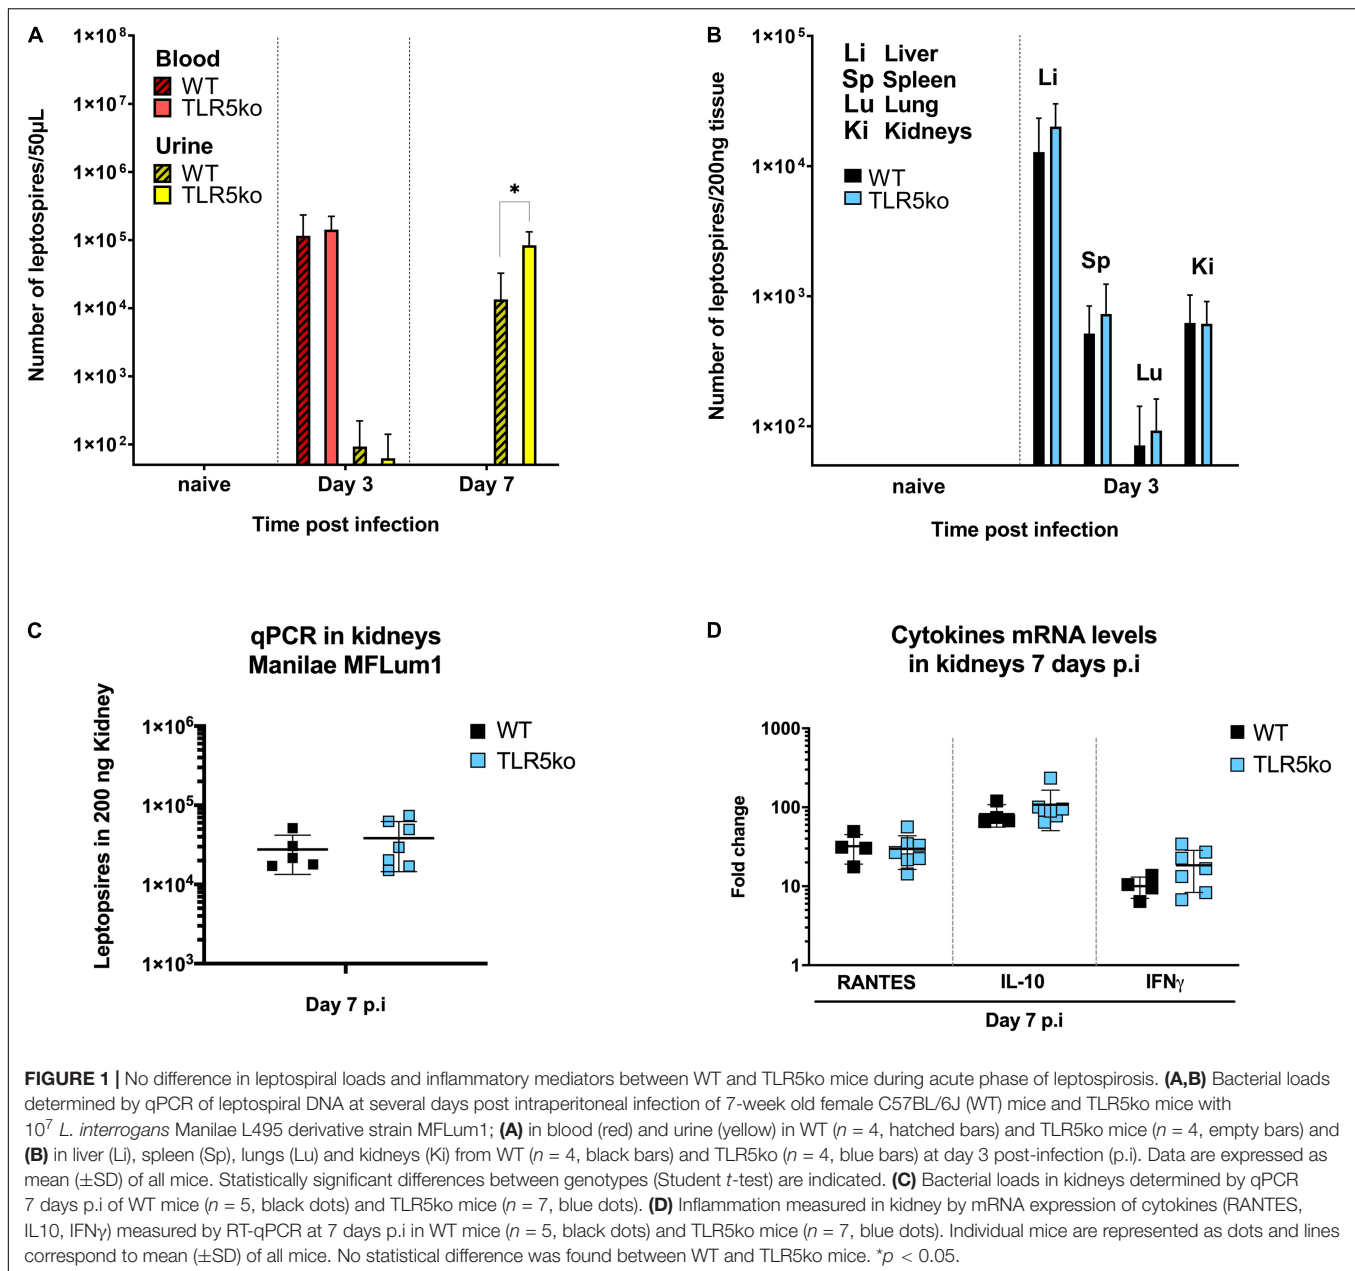 A
1×10⁸
1×10⁷
1×10⁶
1×10⁵
1×10⁴
1×10³
1×10²
Number of leptospires/50µL
Blood
WT
TLR5ko
Urine
WT
TLR5ko
*
naive
Day 3
Day 7
Time post infection
B
1×10⁵
1×10⁴
1×10³
1×10²
Number of leptospires/200ng tissue
Li Liver
Sp Spleen
Lu Lung
Ki Kidneys
WT
TLR5ko
Li
Sp
Lu
Ki
naive
Day 3
Time post infection
C
qPCR in kidneys
Manilae MFLum1
1×10⁶
1×10⁵
1×10⁴
1×10³
Leptopsires in 200 ng Kidney
WT
TLR5ko
Day 7 p.i
D
Cytokines mRNA levels
in kidneys 7 days p.i
1000
100
10
1
Fold change
WT
TLR5ko
RANTES
IL-10
IFNγ
Day 7 p.i
FIGURE 1 | No difference in leptospiral loads and inflammatory mediators between WT and TLR5ko mice during acute phase of leptospirosis. (A,B) Bacterial loads
determined by qPCR of leptospiral DNA at several days post intraperitoneal infection of 7-week old female C57BL/6J (WT) mice and TLR5ko mice with
10⁷ L. interrogans Manilae L495 derivative strain MFLum1; (A) in blood (red) and urine (yellow) in WT (n = 4, hatched bars) and TLR5ko mice (n = 4, empty bars) and
(B) in liver (Li), spleen (Sp), lungs (Lu) and kidneys (Ki) from WT (n = 4, black bars) and TLR5ko (n = 4, blue bars) at day 3 post-infection (p.i). Data are expressed as
mean (±SD) of all mice. Statistically significant differences between genotypes (Student t-test) are indicated. (C) Bacterial loads in kidneys determined by qPCR
7 days p.i of WT mice (n = 5, black dots) and TLR5ko mice (n = 7, blue dots). (D) Inflammation measured in kidney by mRNA expression of cytokines (RANTES,
IL10, IFNγ) measured by RT-qPCR at 7 days p.i in WT mice (n = 5, black dots) and TLR5ko mice (n = 7, blue dots). Individual mice are represented as dots and lines
correspond to mean (±SD) of all mice. No statistical difference was found between WT and TLR5ko mice. *p < 0.05.